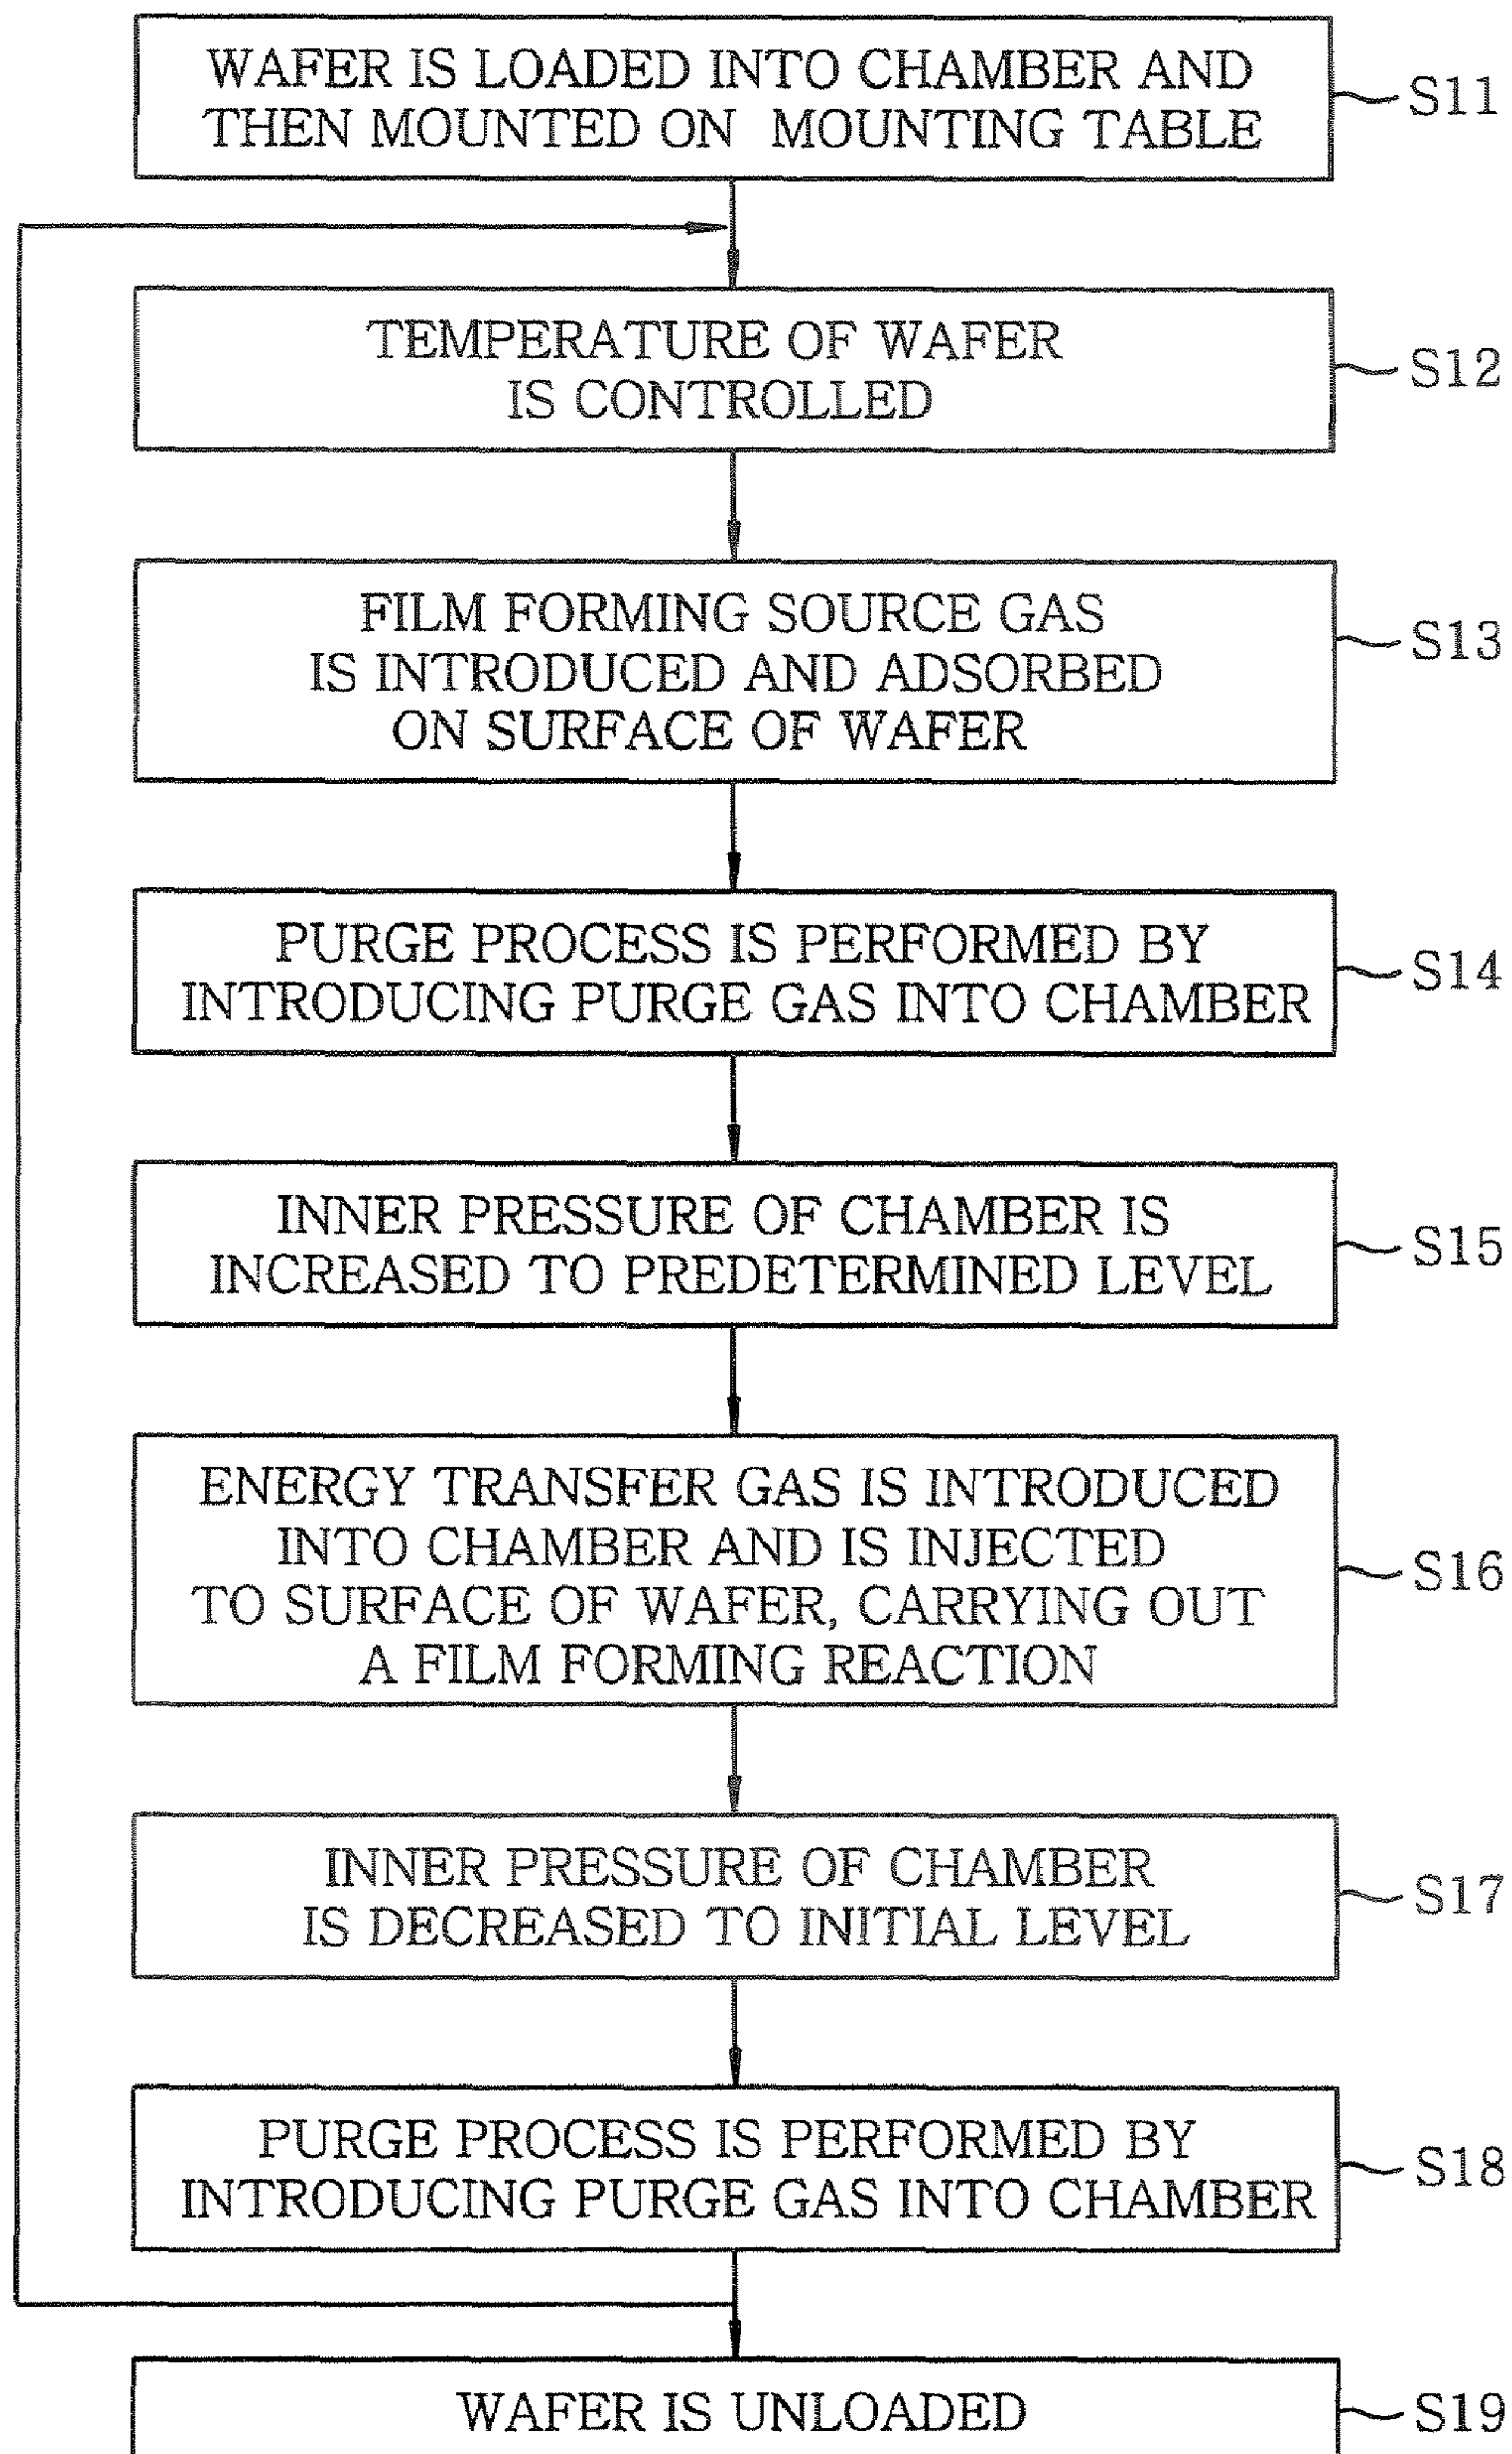 WAFER IS LOADED INTO CHAMBER AND
THEN MOUNTED ON MOUNTING TABLE
S11
TEMPERATURE OF WAFER
IS CONTROLLED
S12
FILM FORMING SOURCE GAS
IS INTRODUCED AND ADSORBED
ON SURFACE OF WAFER
S13
PURGE PROCESS IS PERFORMED BY
INTRODUCING PURGE GAS INTO CHAMBER
S14
INNER PRESSURE OF CHAMBER IS
INCREASED TO PREDETERMINED LEVEL
S15
ENERGY TRANSFER GAS IS INTRODUCED
INTO CHAMBER AND IS INJECTED
TO SURFACE OF WAFER, CARRYING OUT
A FILM FORMING REACTION
S16
INNER PRESSURE OF CHAMBER
IS DECREASED TO INITIAL LEVEL
S17
PURGE PROCESS IS PERFORMED BY
INTRODUCING PURGE GAS INTO CHAMBER
S18
WAFER IS UNLOADED
S19